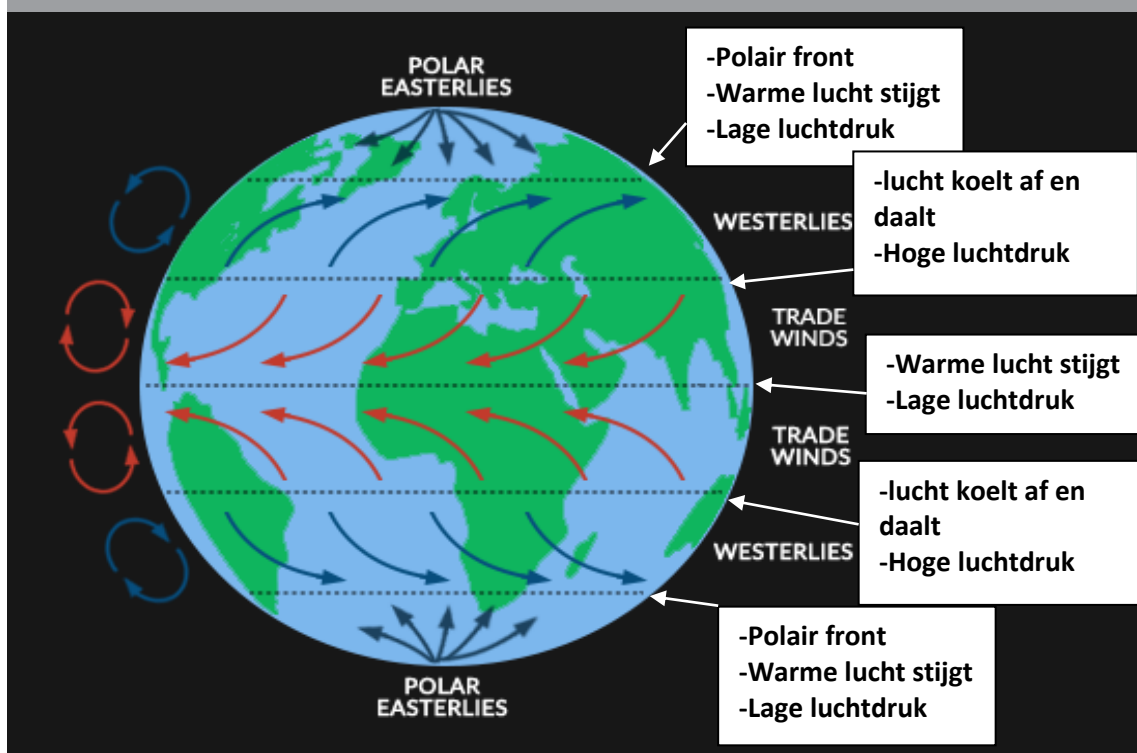 POLAR
EASTERLIES
-Polair front
-Warme lucht stijgt
-Lage luchtdruk
WESTERLIES
-lucht koelt af en
daalt
-Hoge luchtdruk
TRADE
WINDS
-Warme lucht stijgt
-Lage luchtdruk
TRADE
WINDS
-lucht koelt af en
daalt
-Hoge luchtdruk
WESTERLIES
-Polair front
-Warme lucht stijgt
-Lage luchtdruk
POLAR
EASTERLIES